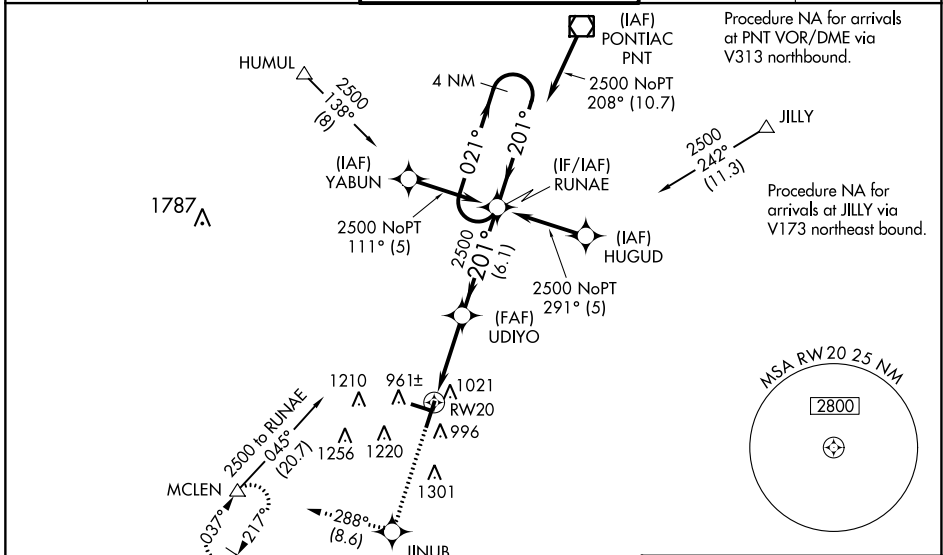 (IAF)
PONTIAC
PNT
Procedure NA for arrivals
at PNT VOR/DME via
V313 northbound.
HUMUL
2500
138°
(8)
4 NM
2500 NoPT
208° (10.7)
021°
201°
JILLY
2500
242°
(11.3)
(IAF)
YABUN
(IF/IAF)
RUNAE
1787
2500 NoPT
111° (5)
Procedure NA for
arrivals at JILLY via
V173 northeast bound.
(IAF)
HUGUD
2500
201°
(6.1)
2500 NoPT
291° (5)
(FAF)
UDIYO
MSA RW20 25 NM
2800
1210
961±
1021
RW20
2500 to RUNAE
045°
(20.7)
1256
1220
996
MCLEN
1301
037°
217°
288°
(8.6)